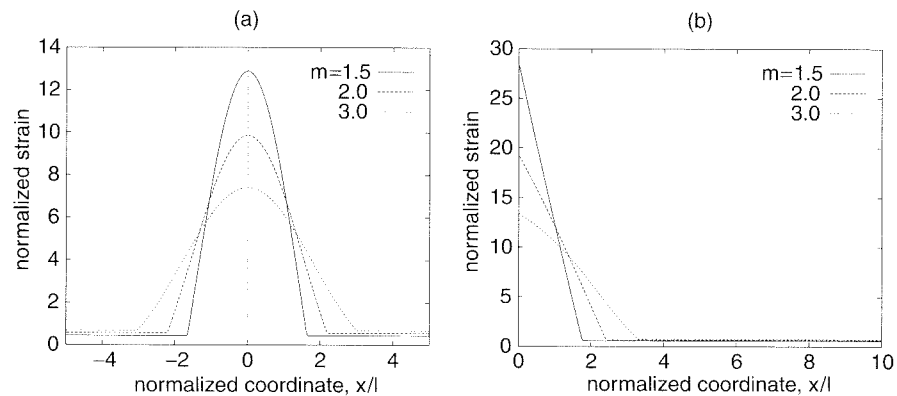 (a)
14
12
10
8
6
4
2
0
normalized strain
m=1.5
2.0
3.0
−4 −2 0 2 4
normalized coordinate, x/l
(b)
30
25
20
15
10
5
0
normalized strain
m=1.5
2.0
3.0
0 2 4 6 8 10
normalized coordinate, x/l